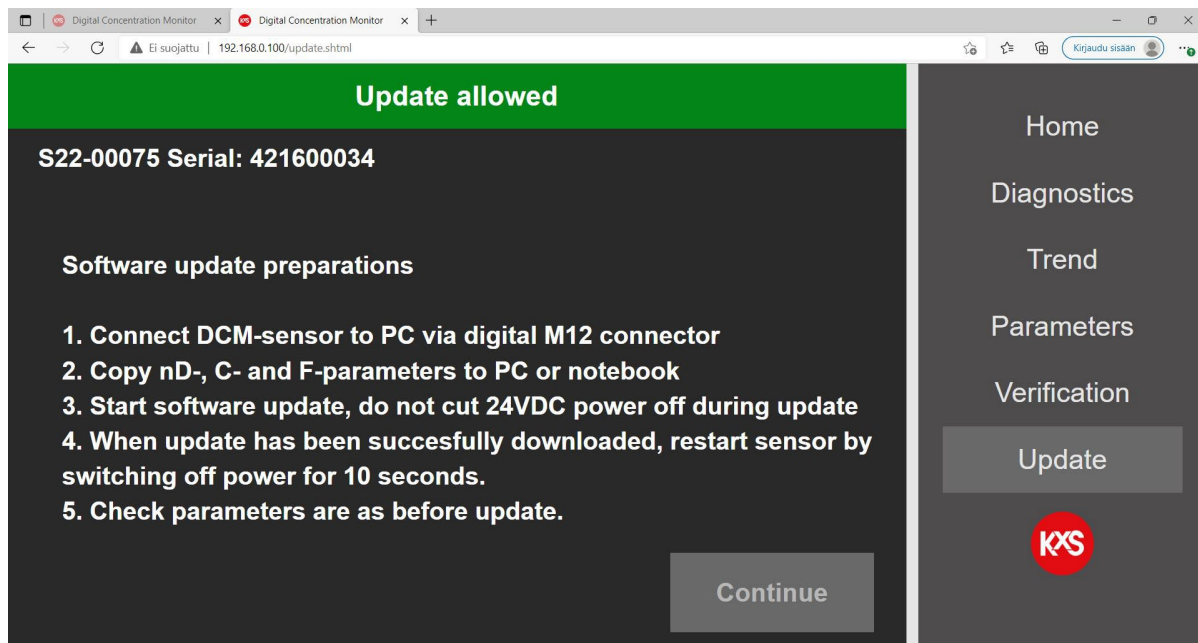 Digital Concentration Monitor
Digital Concentration Monitor
Ei suojattu | 192.168.0.100/update.shtml
Kirjaudu sisään
Update allowed
S22-00075 Serial: 421600034
Software update preparations
1. Connect DCM-sensor to PC via digital M12 connector
2. Copy nD-, C- and F-parameters to PC or notebook
3. Start software update, do not cut 24VDC power off during update
4. When update has been succesfully downloaded, restart sensor by
switching off power for 10 seconds.
5. Check parameters are as before update.
Continue
Home
Diagnostics
Trend
Parameters
Verification
Update
KXS